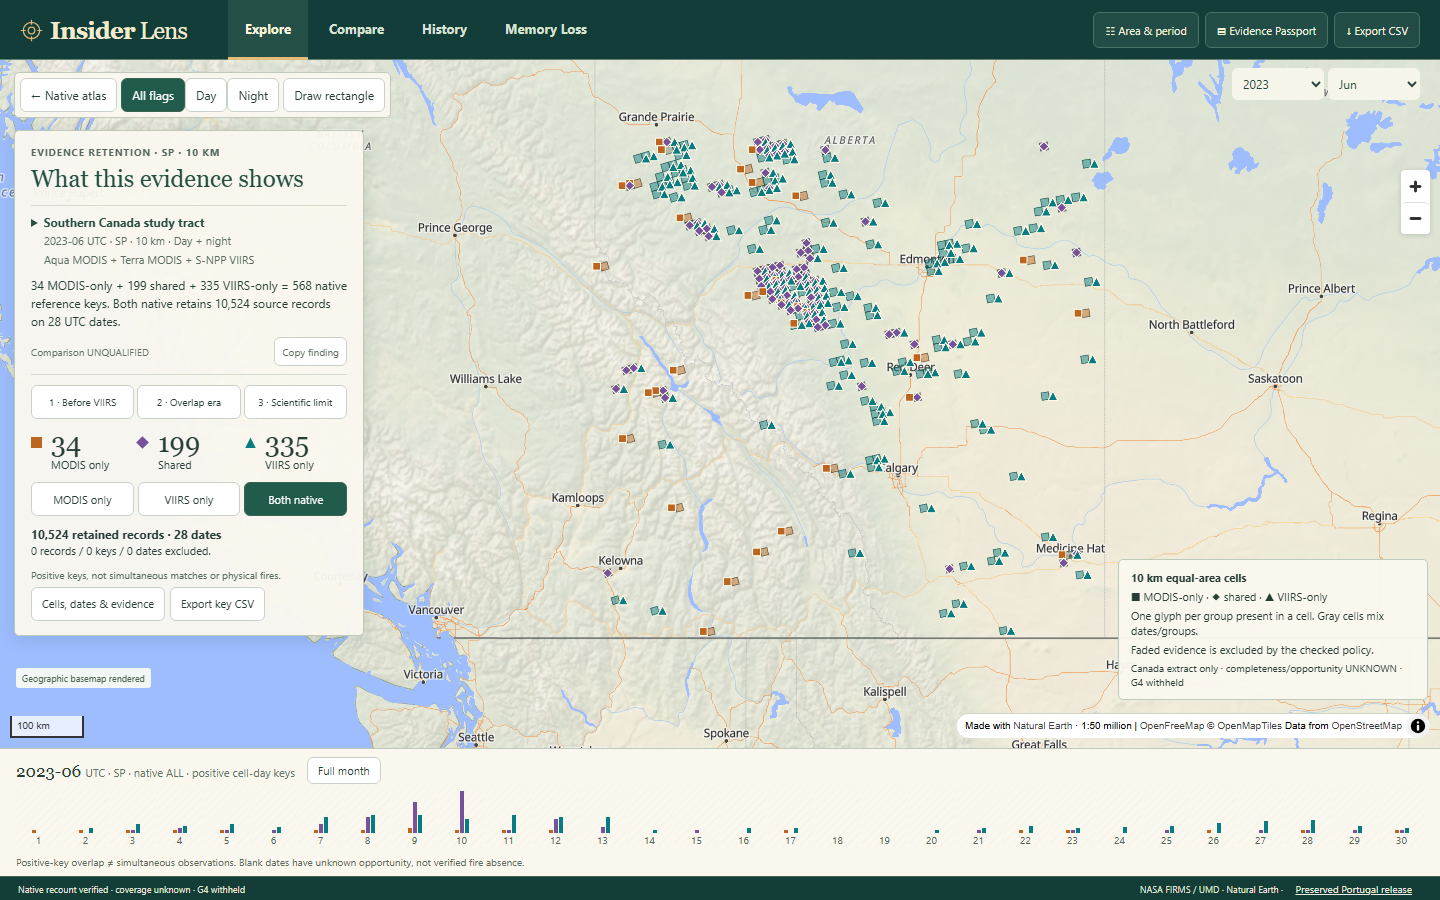 Insider Lens
Explore
Compare
History
Memory Loss
Area & period
Evidence Passport
↓ Export CSV
← Native atlas
All flags
Day
Night
Draw rectangle
2023
Jun
EVIDENCE RETENTION · SP · 10 KM
What this evidence shows
▶ Southern Canada study tract
2023-06 UTC · SP · 10 km · Day + night
Aqua MODIS + Terra MODIS + S-NPP VIIRS
34 MODIS-only + 199 shared + 335 VIIRS-only = 568 native
reference keys. Both native retains 10,524 source records
on 28 UTC dates.
Comparison UNQUALIFIED
Copy finding
1 · Before VIIRS
2 · Overlap era
3 · Scientific limit
34
MODIS only
199
Shared
335
VIIRS only
MODIS only
VIIRS only
Both native
10,524 retained records · 28 dates
0 records / 0 keys / 0 dates excluded.
Positive keys, not simultaneous matches or physical fires.
Cells, dates & evidence
Export key CSV
Geographic basemap rendered
100 km
Grande Prairie
ALBERTA
Prince George
Prince Albert
North Battleford
Williams Lake
Saskatoon
algary
Kamloops
Regina
Medicine Hat
Kelowna
Vancouver
Victoria
Kalispell
Seattle
Spokane
Great Falls
+
−
10 km equal-area cells
■ MODIS-only · ◆ shared · ▲ VIIRS-only
One glyph per group present in a cell. Gray cells mix
dates/groups.
Faded evidence is excluded by the checked policy.
Canada extract only · completeness/opportunity UNKNOWN ·
G4 withheld
Made with Natural Earth · 1:50 million | OpenFreeMap © OpenMapTiles Data from OpenStreetMap
2023-06 UTC · SP · native ALL · positive cell-day keys
Full month
1 2 3 4 5 6 7 8 9 10 11 12 13 14 15 16 17 18 19 20 21 22 23 24 25 26 27 28 29 30
Positive-key overlap ≠ simultaneous observations. Blank dates have unknown opportunity, not verified fire absence.
Native recount verified · coverage unknown · G4 withheld
NASA FIRMS / UMD · Natural Earth ·
Preserved Portugal release